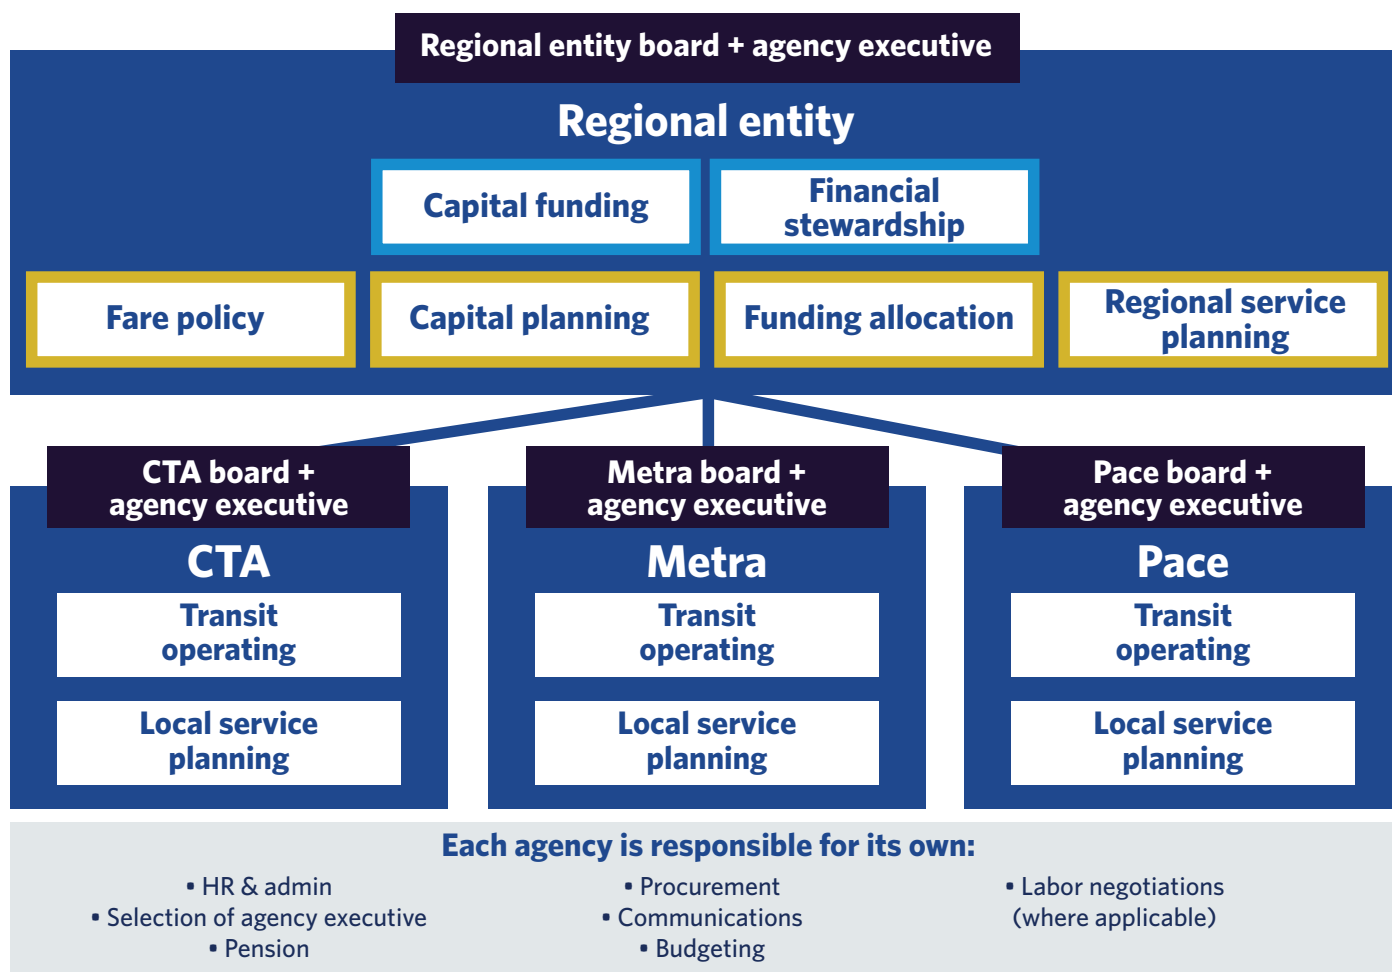 Regional entity board + agency executive
Regional entity
Capital funding
Financial
stewardship
Fare policy
Capital planning
Funding allocation
Regional service
planning
CTA board +
agency executive
CTA
Transit
operating
Local service
planning
Metra board +
agency executive
Metra
Transit
operating
Local service
planning
Pace board +
agency executive
Pace
Transit
operating
Local service
planning
Each agency is responsible for its own:
▪ HR & admin
▪ Selection of agency executive
▪ Pension
▪ Procurement
▪ Communications
▪ Budgeting
▪ Labor negotiations
(where applicable)